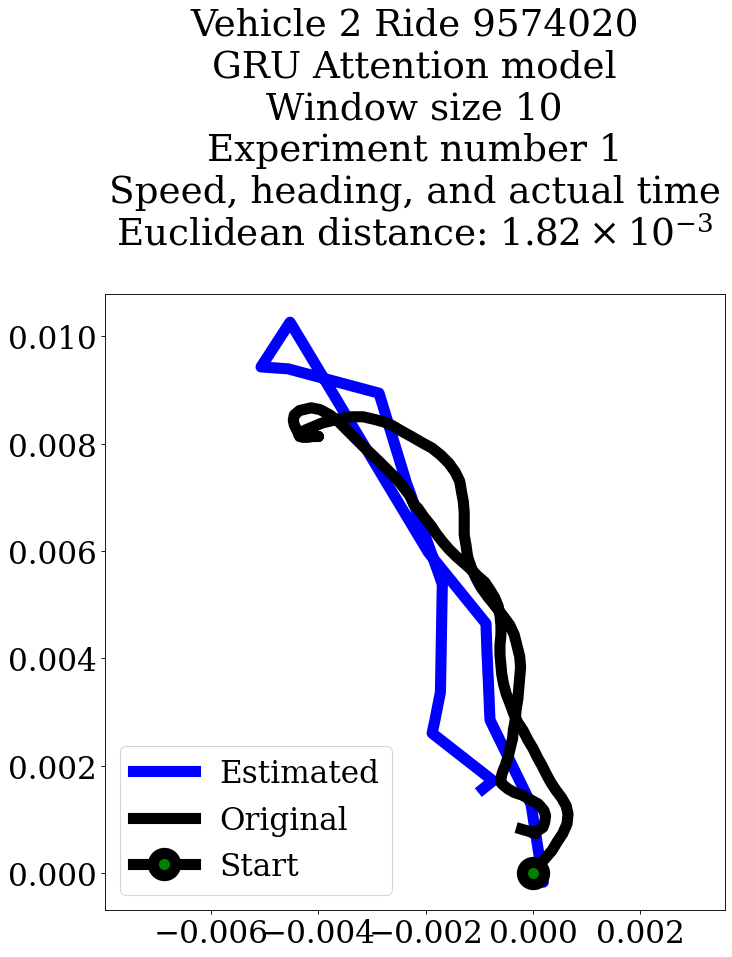 Vehicle 2 Ride 9574020
GRU Attention model
Window size 10
Experiment number 1
Speed, heading, and actual time
Euclidean distance: 1.82 × 10⁻³
0.010
0.008
0.006
0.004
0.002
0.000
Estimated
Original
Start
−0.006 −0.004 −0.002 0.000 0.002